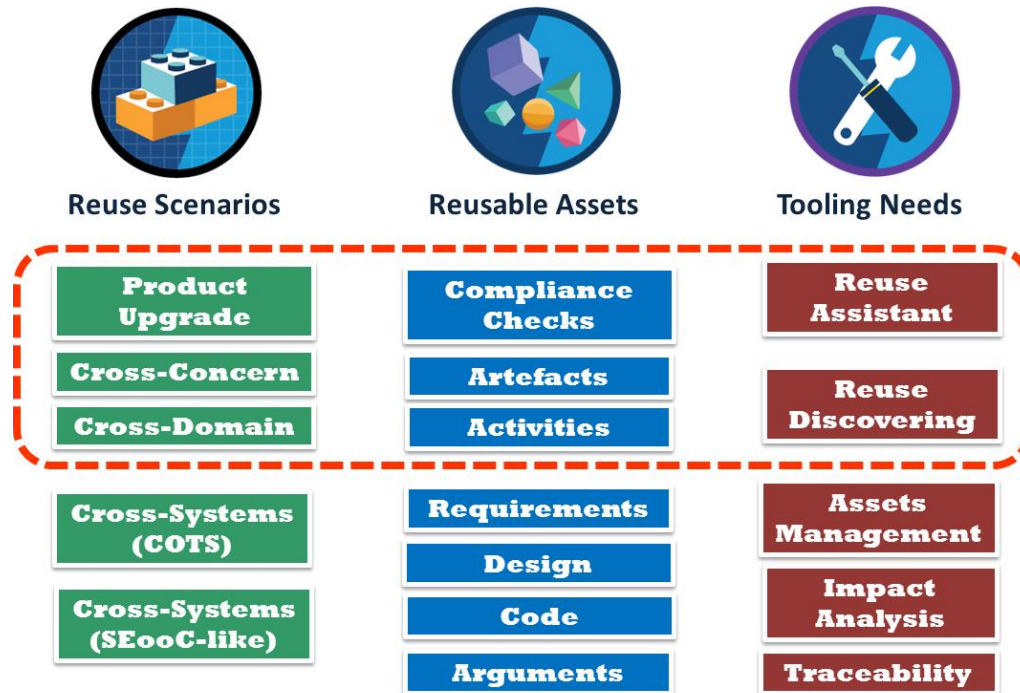 Reuse Scenarios
Reusable Assets
Tooling Needs
Product
Upgrade
Cross-Concern
Cross-Domain
Compliance
Checks
Artefacts
Activities
Reuse
Assistant
Reuse
Discovering
Cross-Systems
(COTS)
Cross-Systems
(SEooC-like)
Requirements
Design
Code
Arguments
Assets
Management
Impact
Analysis
Traceability